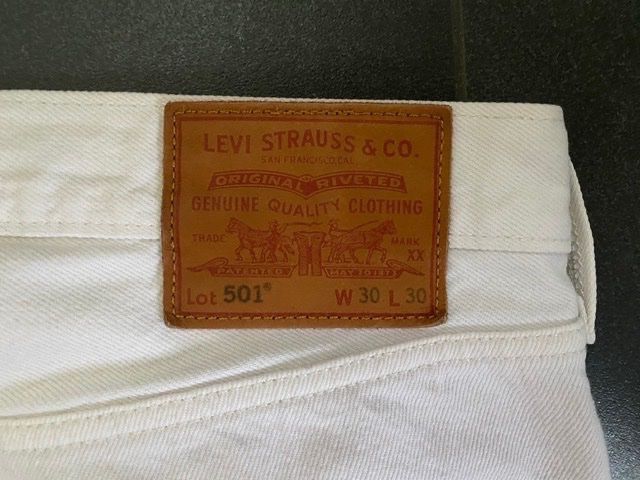 LEVI STRAUSS & CO.
SAN FRANCISCO, CAL.
ORIGINAL RIVETED
GENUINE QUALITY CLOTHING
TRADE MARK
XX
PATENTED MAY 20 1873
Lot 501® W 30 L 30